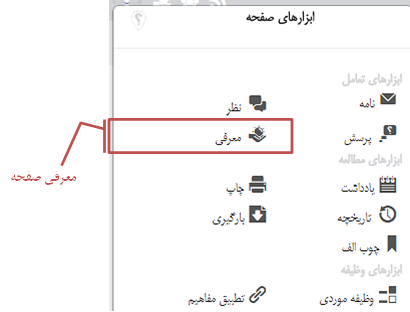 ابزارهای صفحه
ابزارهای تعامل
نامه نظر
پرسش معرفی
ابزارهای مطالعه
معرفی صفحه
یادداشت چاپ
تاریخچه بارگیری
چوب الف
ابزارهای وظیفه
وظیفه موردی تطبیق مفاهیم